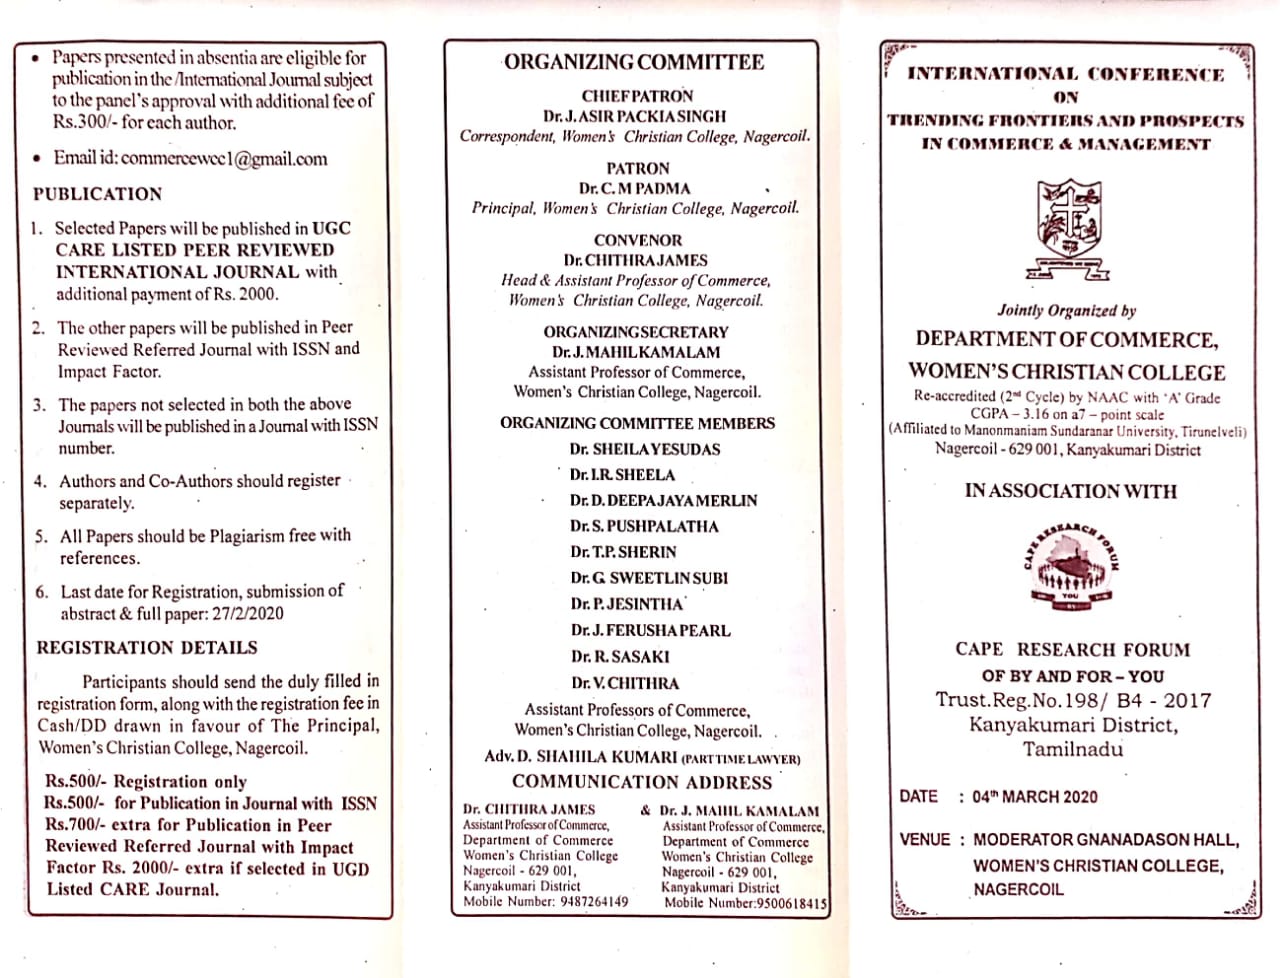 • Papers presented in absentia are eligible for
publication in the /International Journal subject
to the panel's approval with additional fee of
Rs.300/- for each author.
• Email id: commercewcc1@gmail.com
PUBLICATION
1. Selected Papers will be published in UGC
CARE LISTED PEER REVIEWED
INTERNATIONAL JOURNAL with
additional payment of Rs. 2000.
2. The other papers will be published in Peer
Reviewed Referred Journal with ISSN and
Impact Factor.
3. The papers not selected in both the above
Journals will be published in a Journal with ISSN
number.
4. Authors and Co-Authors should register
separately.
5. All Papers should be Plagiarism free with
references.
6. Last date for Registration, submission of
abstract & full paper: 27/2/2020
REGISTRATION DETAILS
Participants should send the duly filled in
registration form, along with the registration fee in
Cash/DD drawn in favour of The Principal,
Women's Christian College, Nagercoil.
Rs.500/- Registration only
Rs.500/- for Publication in Journal with ISSN
Rs.700/- extra for Publication in Peer
Reviewed Referred Journal with Impact
Factor Rs. 2000/- extra if selected in UGD
Listed CARE Journal.
ORGANIZING COMMITTEE
CHIEF PATRON
Dr. J. ASIR PACKIA SINGH
Correspondent, Women's Christian College, Nagercoil.
PATRON
Dr. C. M PADMA
Principal, Women's Christian College, Nagercoil.
CONVENOR
Dr. CHITHRA JAMES
Head & Assistant Professor of Commerce,
Women's Christian College, Nagercoil.
ORGANIZING SECRETARY
Dr. J. MAHIL KAMALAM
Assistant Professor of Commerce,
Women's Christian College, Nagercoil.
ORGANIZING COMMITTEE MEMBERS
Dr. SHEILA YESUDAS
Dr. I.R. SHEELA
Dr. D. DEEPA JAYA MERLIN
Dr. S. PUSHPALATHA
Dr. T.P. SHERIN
Dr. G. SWEETLIN SUBI
Dr. P. JESINTHA
Dr. J. FERUSHA PEARL
Dr. R. SASAKI
Dr. V. CHITHRA
Assistant Professors of Commerce,
Women's Christian College, Nagercoil.
Adv. D. SHAHILA KUMARI (PART TIME LAWYER)
COMMUNICATION ADDRESS
Dr. CHITHRA JAMES
Assistant Professor of Commerce,
Department of Commerce
Women's Christian College
Nagercoil - 629 001,
Kanyakumari District
Mobile Number: 9487264149
& Dr. J. MAHIL KAMALAM
Assistant Professor of Commerce,
Department of Commerce
Women's Christian College
Nagercoil - 629 001,
Kanyakumari District
Mobile Number:9500618415
INTERNATIONAL CONFERENCE
ON
TRENDING FRONTIERS AND PROSPECTS
IN COMMERCE & MANAGEMENT
Jointly Organized by
DEPARTMENT OF COMMERCE,
WOMEN'S CHRISTIAN COLLEGE
Re-accredited (2nd Cycle) by NAAC with 'A' Grade
CGPA – 3.16 on a7 – point scale
(Affiliated to Manonmaniam Sundaranar University, Tirunelveli)
Nagercoil - 629 001, Kanyakumari District
IN ASSOCIATION WITH
CAPE RESEARCH FORUM
YOU
CAPE RESEARCH FORUM
OF BY AND FOR – YOU
Trust.Reg.No.198/ B4 - 2017
Kanyakumari District,
Tamilnadu
DATE : 04th MARCH 2020
VENUE : MODERATOR GNANADASON HALL,
WOMEN'S CHRISTIAN COLLEGE,
NAGERCOIL